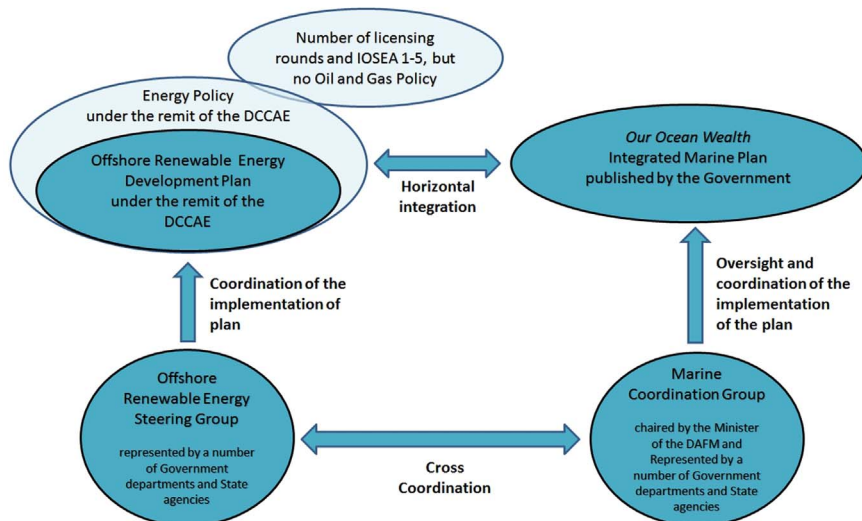 Number of licensing
rounds and IOSEA 1-5, but
no Oil and Gas Policy
Energy Policy
under the remit of the DCCAE
Offshore Renewable Energy
Development Plan
under the remit of the
DCCAE
Horizontal
integration
Our Ocean Wealth
Integrated Marine Plan
published by the Government
Coordination of the
implementation of
plan
Oversight and
coordination of the
implementation
of the plan
Offshore
Renewable Energy
Steering Group
represented by a number
of Government
departments and State
agencies
Cross
Coordination
Marine
Coordination Group
chaired by the Minister
of the DAFM and
Represented by a
number of Government
departments and State
agencies